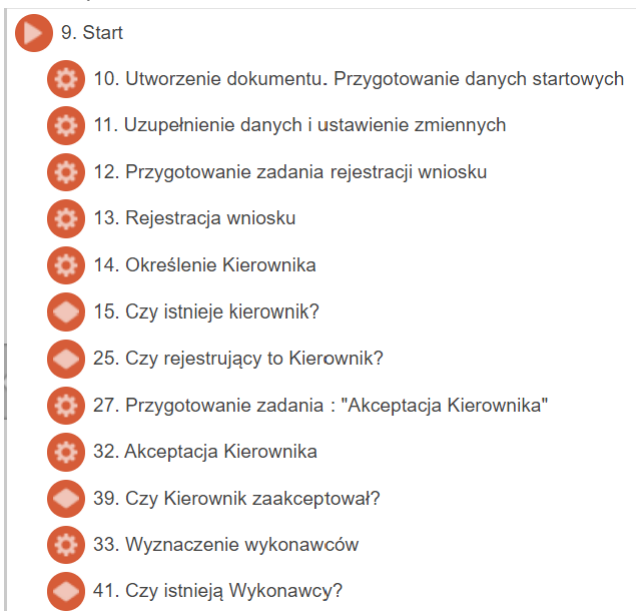 9. Start
10. Utworzenie dokumentu. Przygotowanie danych startowych
11. Uzupełnienie danych i ustawienie zmiennych
12. Przygotowanie zadania rejestracji wniosku
13. Rejestracja wniosku
14. Określenie Kierownika
15. Czy istnieje kierownik?
25. Czy rejestrujący to Kierownik?
27. Przygotowanie zadania : "Akceptacja Kierownika"
32. Akceptacja Kierownika
39. Czy Kierownik zaakceptował?
33. Wyznaczenie wykonawców
41. Czy istnieją Wykonawcy?